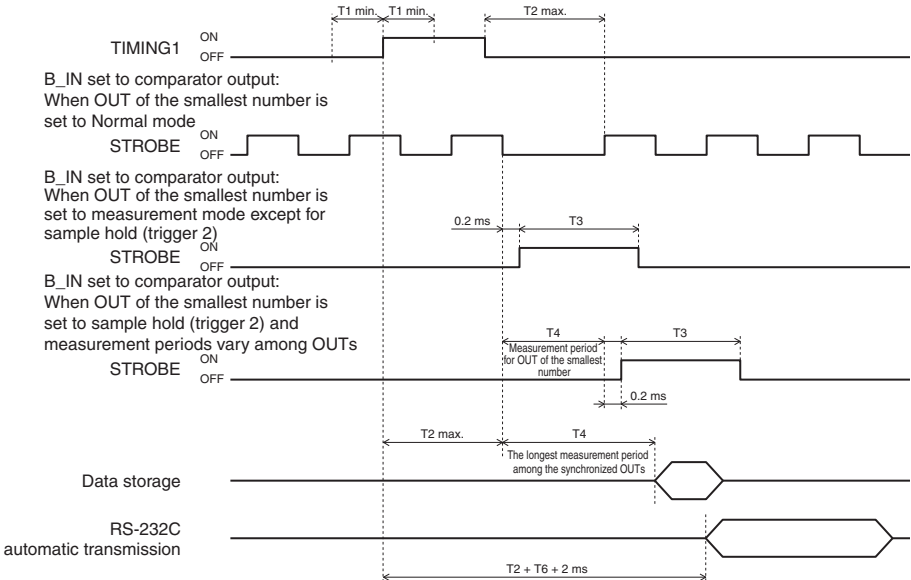 T1 min.
T1 min.
T2 max.
TIMING1
ON
OFF
B_IN set to comparator output:
When OUT of the smallest number is
set to Normal mode
STROBE
ON
OFF
B_IN set to comparator output:
When OUT of the smallest number is
set to measurement mode except for
sample hold (trigger 2)
0.2 ms
T3
STROBE
ON
OFF
B_IN set to comparator output:
When OUT of the smallest number is
set to sample hold (trigger 2) and
measurement periods vary among OUTs
T4
Measurement period
for OUT of the smallest
number
T3
STROBE
ON
OFF
0.2 ms
T2 max.
T4
The longest measurement period
among the synchronized OUTs
Data storage
RS-232C
automatic transmission
T2 + T6 + 2 ms